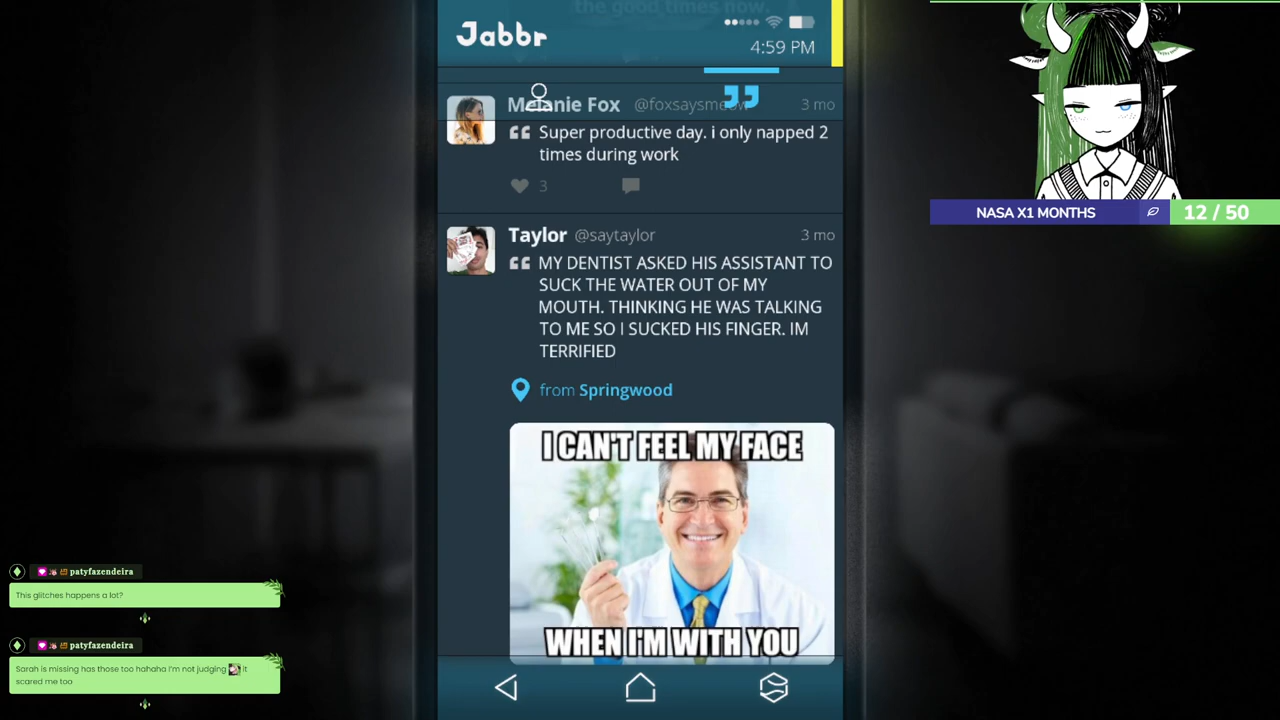 the good times now.
Jabbr
4:59 PM
Melanie Fox @foxsaysmeow 3 mo
Super productive day. i only napped 2
times during work
3
Taylor @saytaylor 3 mo
MY DENTIST ASKED HIS ASSISTANT TO
SUCK THE WATER OUT OF MY
MOUTH. THINKING HE WAS TALKING
TO ME SO I SUCKED HIS FINGER. IM
TERRIFIED
from Springwood
I CAN'T FEEL MY FACE
WHEN I'M WITH YOU
NASA X1 MONTHS 12 / 50
patyfazendeira
This glitches happens a lot?
patyfazendeira
Sarah is missing has those too hahaha I'm not judging it
scared me too